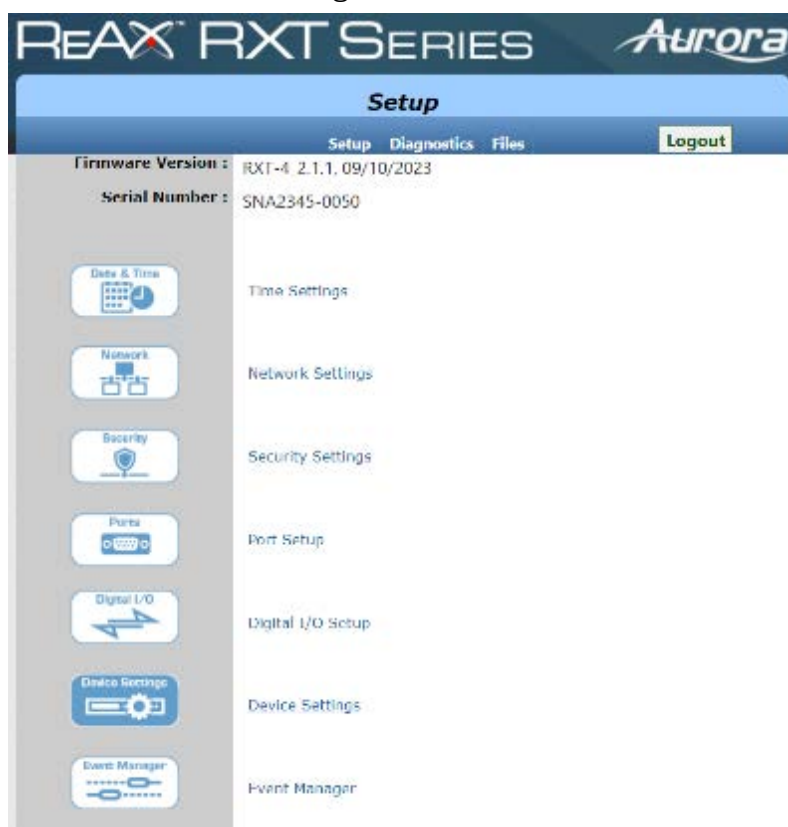 REAX™ RXT SERIES Aurora
Setup
Setup Diagnostics Files Logout
Firmware Version : RXT-4 2.1.1, 09/10/2023
Serial Number : SNA2345-0050
Date & Time
Time Settings
Network
Network Settings
Security
Security Settings
Ports
Port Setup
Digital I/O
Digital I/O Setup
Device Settings
Device Settings
Event Manager
Event Manager